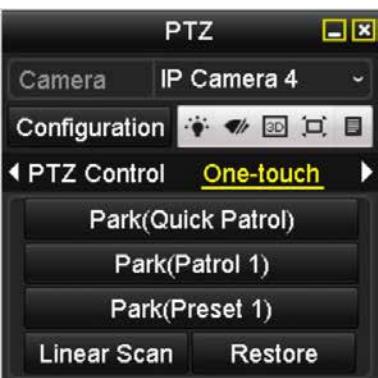 PTZ
Camera IP Camera 4
Configuration 3D
PTZ Control One-touch
Park(Quick Patrol)
Park(Patrol 1)
Park(Preset 1)
Linear Scan Restore